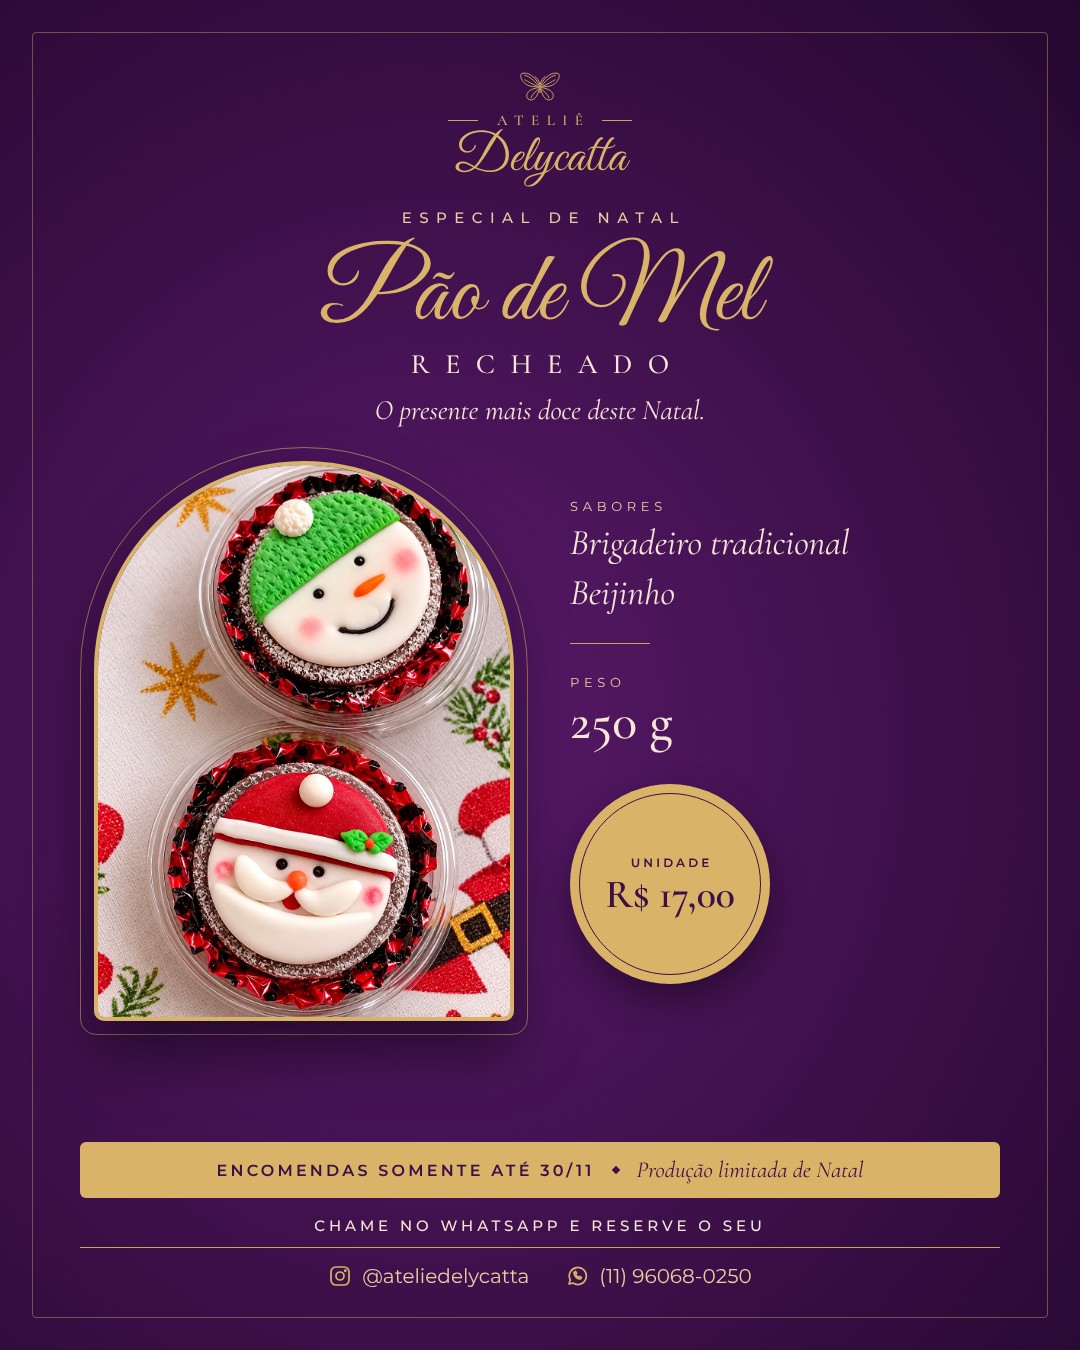 ATELIÊ
Delycatta
ESPECIAL DE NATAL
Pão de Mel
RECHEADO
O presente mais doce deste Natal.
SABORES
Brigadeiro tradicional
Beijinho
PESO
250 g
UNIDADE
R$ 17,00
ENCOMENDAS SOMENTE ATÉ 30/11 ◆ Produção limitada de Natal
CHAME NO WHATSAPP E RESERVE O SEU
@ateliedelycatta (11) 96068-0250